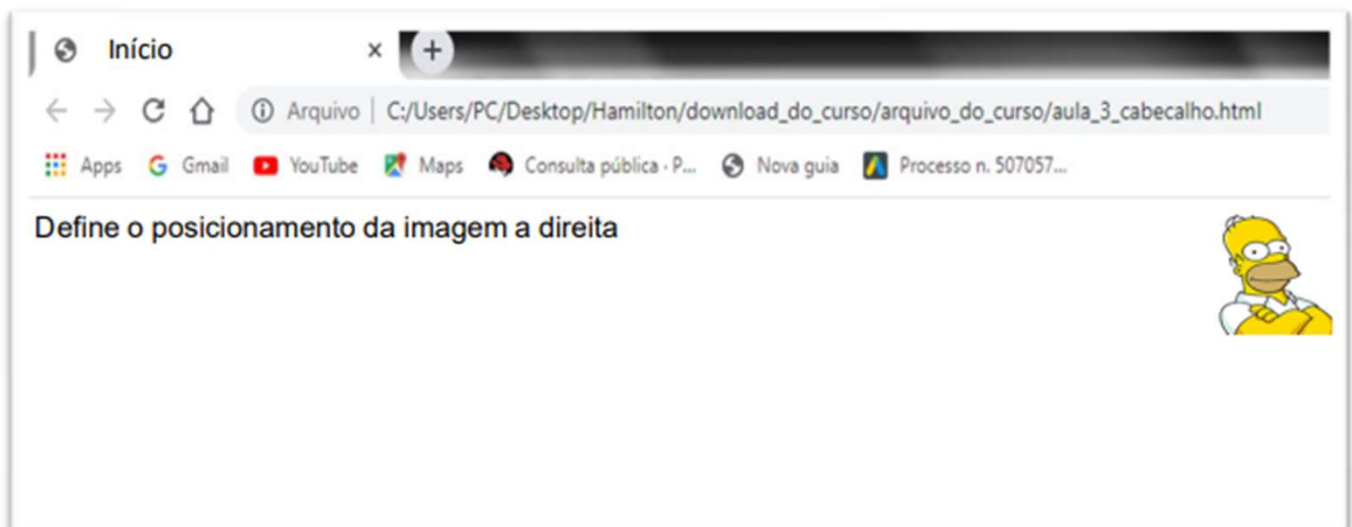 Início
Arquivo | C:/Users/PC/Desktop/Hamilton/download_do_curso/arquivo_do_curso/aula_3_cabecalho.html
Apps Gmail YouTube Maps Consulta pública · P... Nova guia Processo n. 507057...
Define o posicionamento da imagem a direita